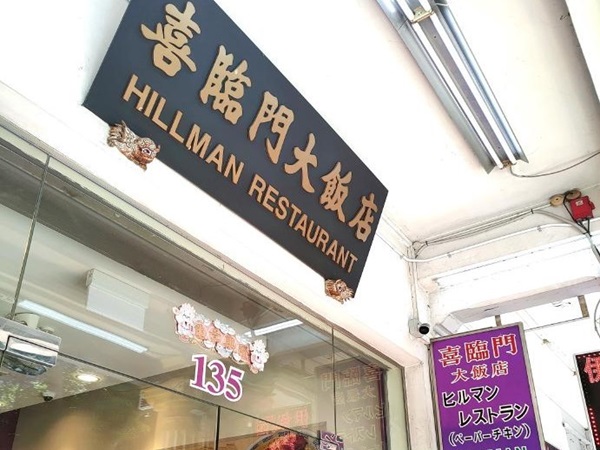 喜臨門大飯店
HILLMAN RESTAURANT
135
喜臨門
大飯店
ヒルマン
レストラン
(ペーパーチキン)